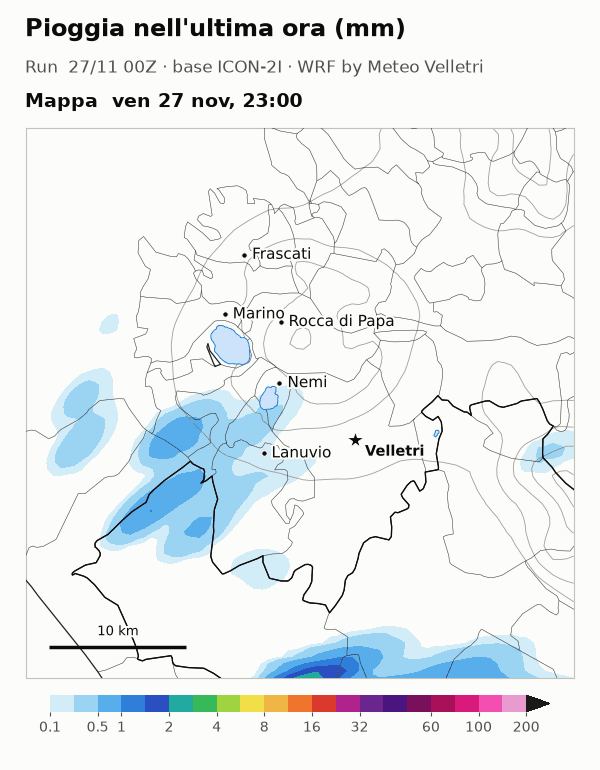 Pioggia nell'ultima ora (mm)
Run  27/11 00Z · base ICON-2I · WRF by Meteo Velletri
Mappa  ven 27 nov, 23:00
Frascati
Marino
Rocca di Papa
Nemi
Velletri
Lanuvio
10 km
0.1 0.5 1 2 4 8 16 32 60 100 200